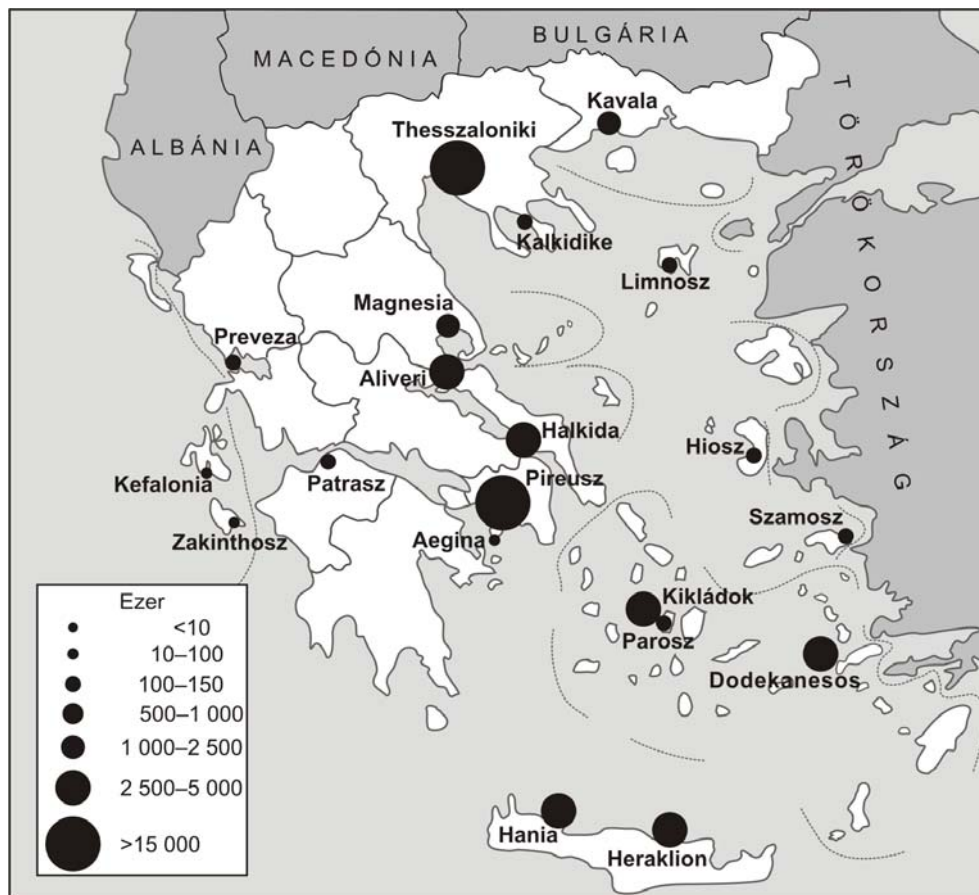 BULGÁRIA
MACEDÓNIA
TÖRÖKORSZÁG
ALBÁNIA
Kavala
Thesszaloniki
Kalkidike
Limnosz
Magnesia
Preveza
Aliveri
Halkida
Hiosz
Kefalonia
Patrasz
Pireusz
Zakinthosz
Aegina
Szamosz
Kikládok
Parosz
Dodekanesos
Hania
Heraklion
Ezer
<10
10–100
100–150
500–1 000
1 000–2 500
2 500–5 000
>15 000